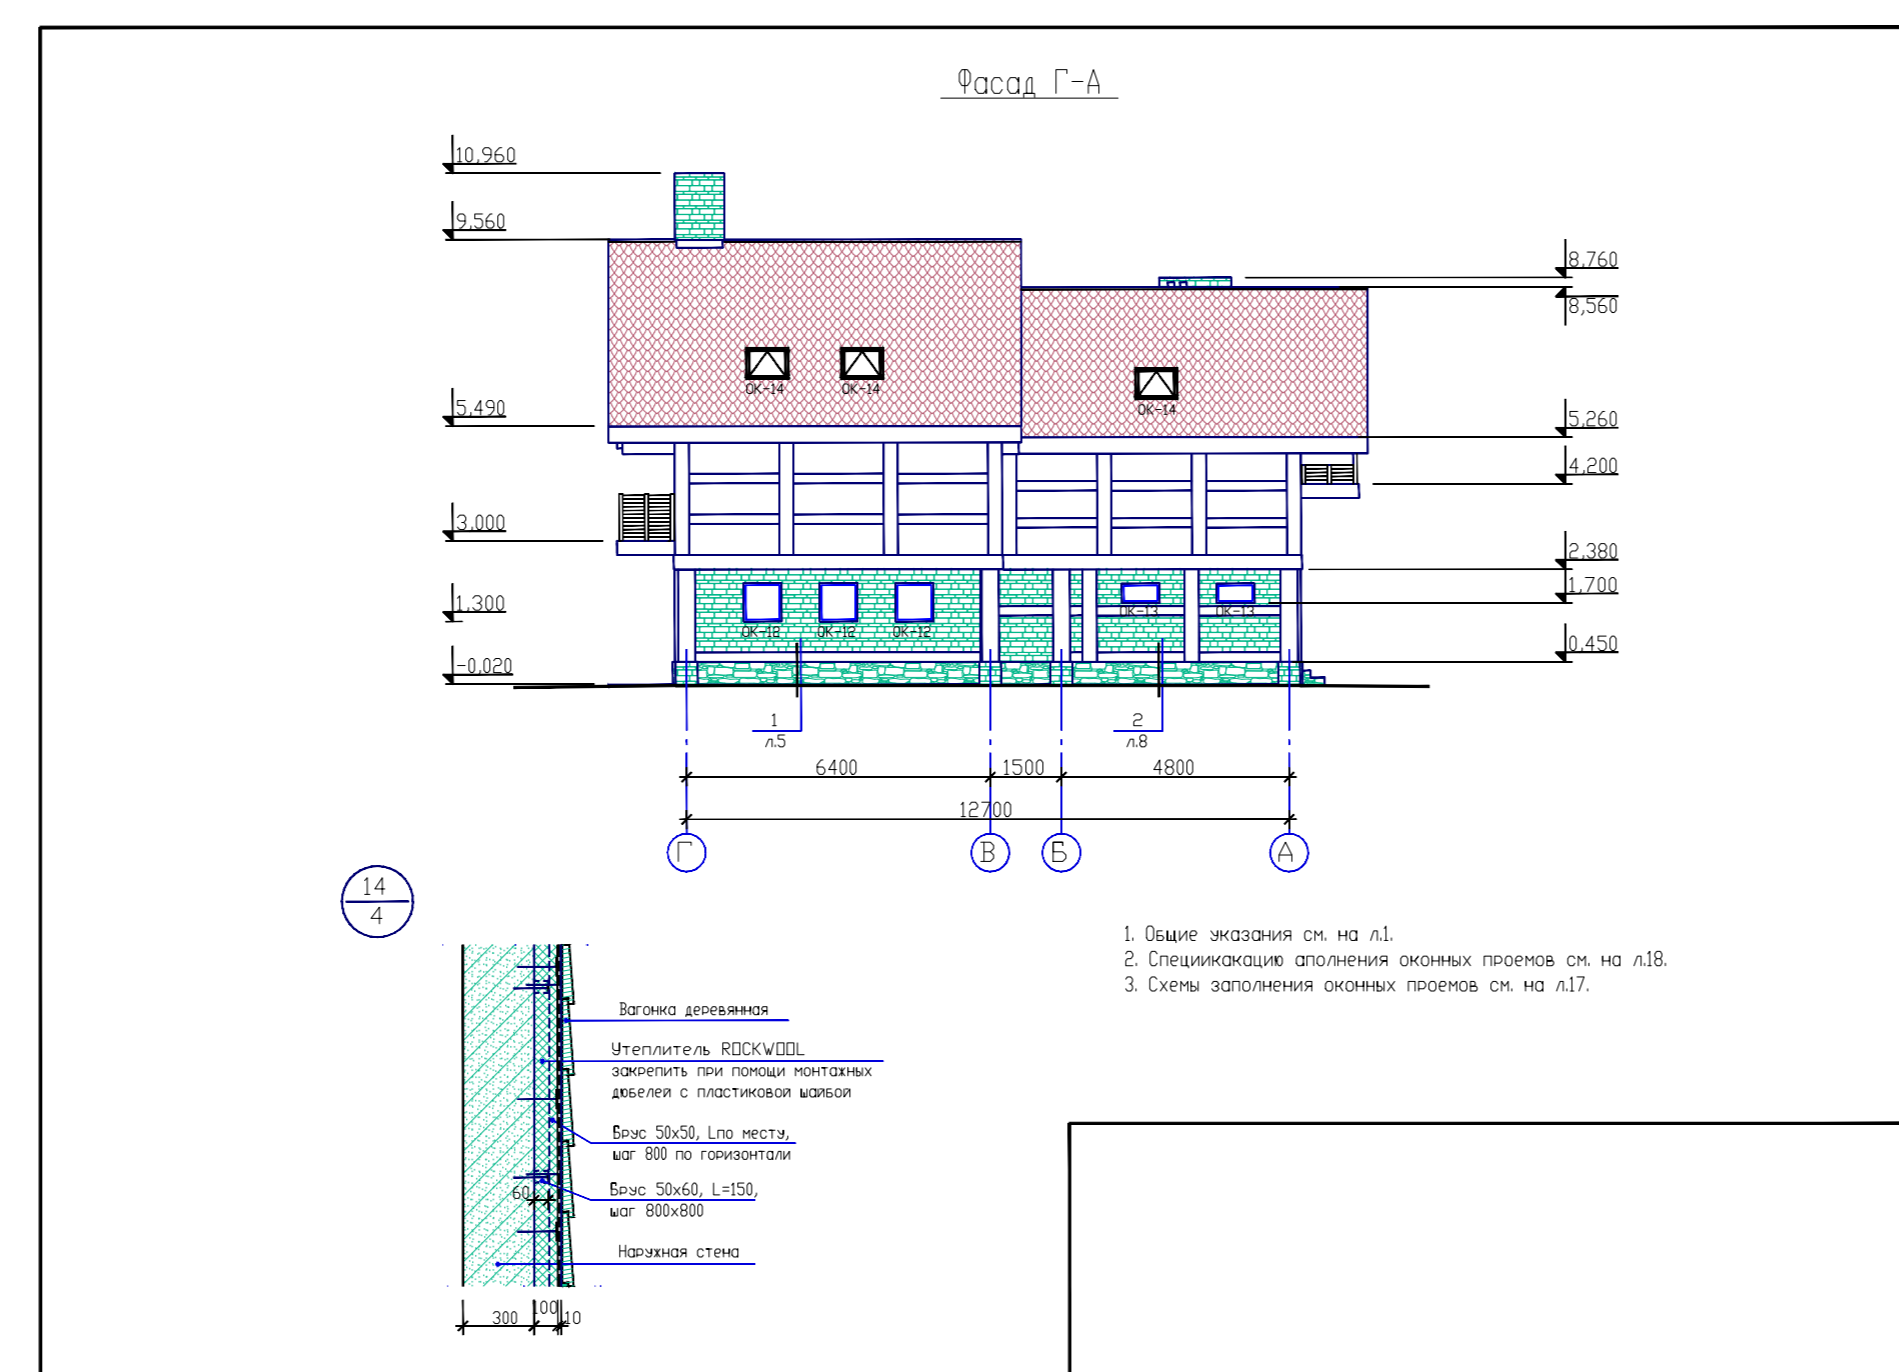 Фасад Г-А
10,960
9,560
5,490
3,000
1,300
-0,020
8,760
8,560
5,260
4,200
2,380
1,700
0,450
ОК-14
ОК-14
ОК-14
ОК-12
ОК-12
ОК-12
ОК-13
ОК-13
1
л.5
2
л.8
6400
1500
4800
12700
Г
В
Б
А
14
4
Вагонка деревянная
Утеплитель ROCKWOOL
закрепить при помощи монтажных
дюбелей с пластиковой шайбой
Брус 50х50, Lпо месту,
шаг 800 по горизонтали
60
Брус 50х60, L=150,
шаг 800х800
Наружная стена
300
100
10
1. Общие указания см. на л.1.
2. Специикакацию аполнения оконных проемов см. на л.18.
3. Схемы заполнения оконных проемов см. на л.17.